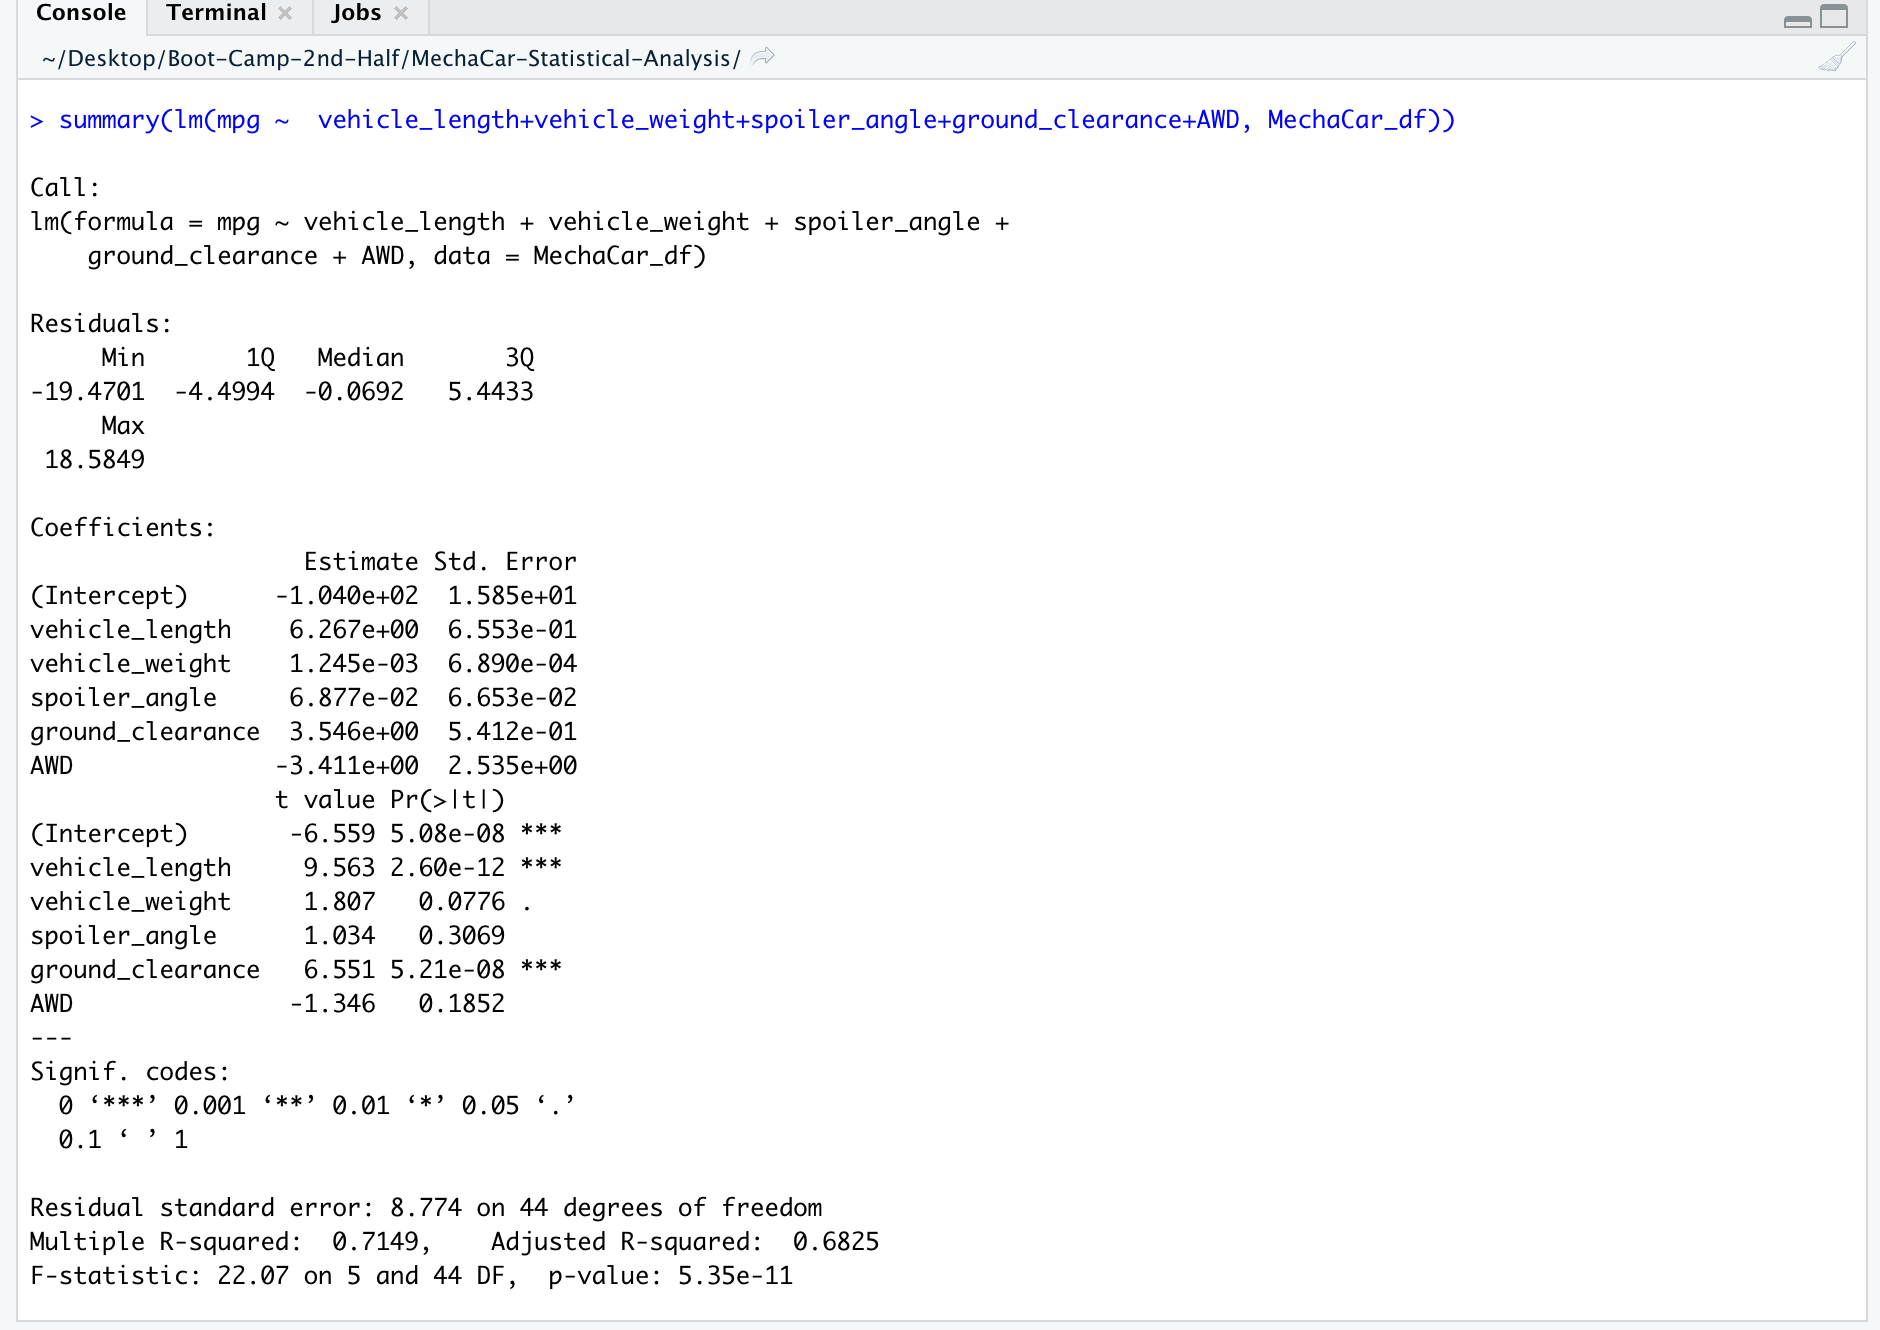 Console Terminal Jobs
~/Desktop/Boot-Camp-2nd-Half/MechaCar-Statistical-Analysis/
> summary(lm(mpg ~  vehicle_length+vehicle_weight+spoiler_angle+ground_clearance+AWD, MechaCar_df))
Call:
lm(formula = mpg ~ vehicle_length + vehicle_weight + spoiler_angle +
    ground_clearance + AWD, data = MechaCar_df)
Residuals:
     Min       1Q   Median       3Q
-19.4701  -4.4994  -0.0692   5.4433
     Max
 18.5849
Coefficients:
                   Estimate Std. Error
(Intercept)      -1.040e+02  1.585e+01
vehicle_length    6.267e+00  6.553e-01
vehicle_weight    1.245e-03  6.890e-04
spoiler_angle     6.877e-02  6.653e-02
ground_clearance  3.546e+00  5.412e-01
AWD              -3.411e+00  2.535e+00
                 t value Pr(>|t|)
(Intercept)       -6.559 5.08e-08 ***
vehicle_length     9.563 2.60e-12 ***
vehicle_weight     1.807   0.0776 .
spoiler_angle      1.034   0.3069
ground_clearance   6.551 5.21e-08 ***
AWD               -1.346   0.1852
---
Signif. codes:
  0 ‘***’ 0.001 ‘**’ 0.01 ‘*’ 0.05 ‘.’
  0.1 ‘ ’ 1
Residual standard error: 8.774 on 44 degrees of freedom
Multiple R-squared:  0.7149,    Adjusted R-squared:  0.6825
F-statistic: 22.07 on 5 and 44 DF,  p-value: 5.35e-11